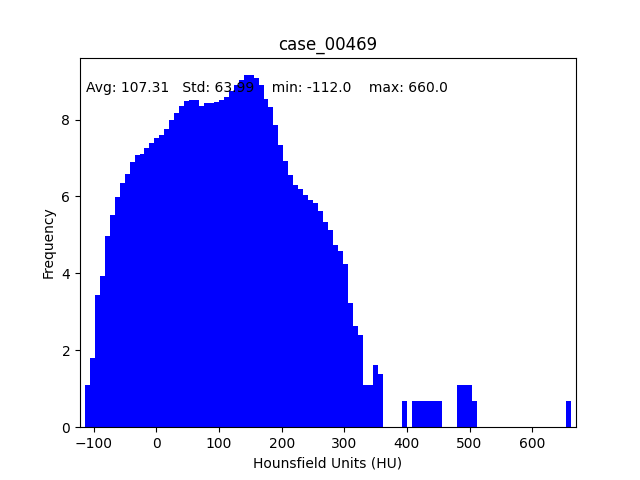 case_00469
Avg: 107.31 Std: 63.99 min: -112.0 max: 660.0
8
6
4
2
0
Frequency
−100 0 100 200 300 400 500 600
Hounsfield Units (HU)